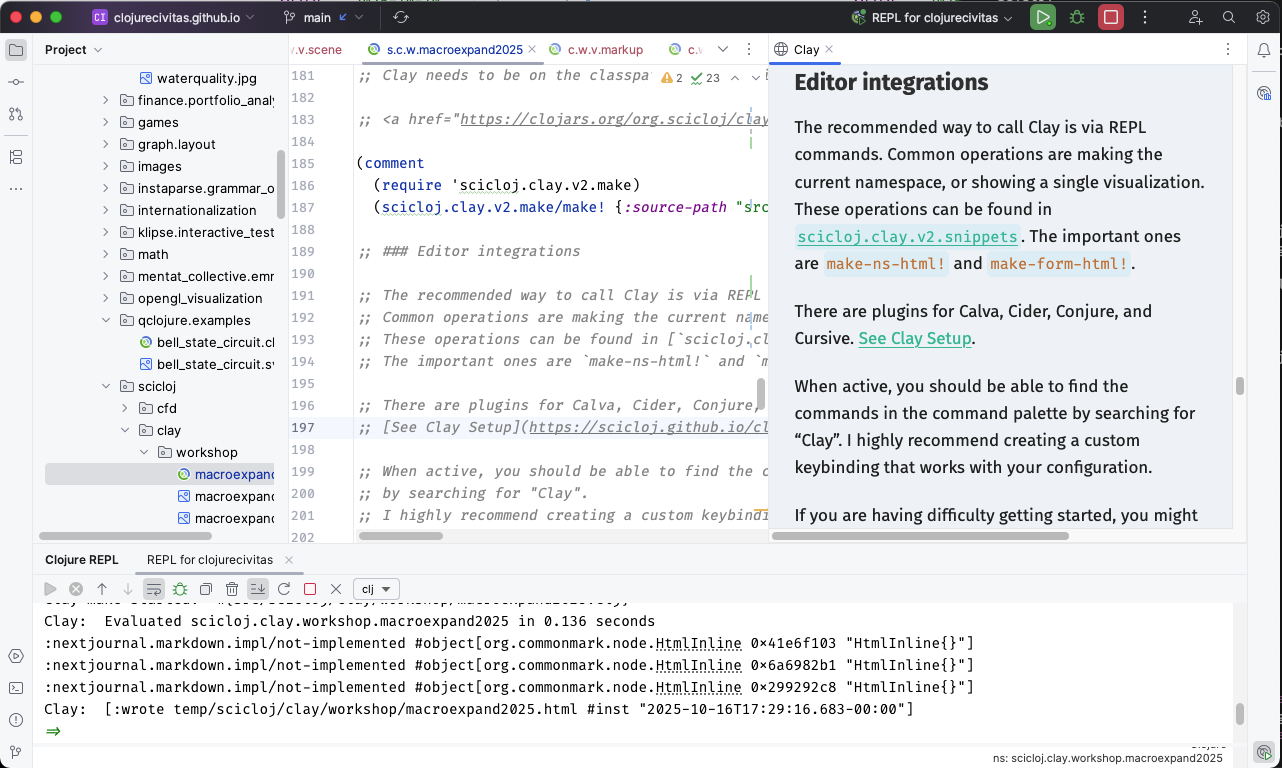 CI clojurecivitas.github.io
main
REPL for clojurecivitas
Project
waterquality.jpg
finance.portfolio_analy
games
graph.layout
images
instaparse.grammar_o
internationalization
klipse.interactive_test
math
mentat_collective.emr
opengl_visualization
qclojure.examples
bell_state_circuit.cl
bell_state_circuit.sv
scicloj
cfd
clay
workshop
macroexpand
macroexpand
macroexpand
.v.scene
s.c.w.macroexpand2025
c.w.v.markup
c.v
2 23
181 ;; Clay needs to be on the classpa
182
183 ;; <a href="https://clojars.org/org.scicloj/clay
184
185 (comment
186 (require 'scicloj.clay.v2.make)
187 (scicloj.clay.v2.make/make! {:source-path "src
188
189 ;; ### Editor integrations
190
191 ;; The recommended way to call Clay is via REPL
192 ;; Common operations are making the current name
193 ;; These operations can be found in [`scicloj.cl
194 ;; The important ones are `make-ns-html!` and `m
195
196 ;; There are plugins for Calva, Cider, Conjure,
197 ;; [See Clay Setup](https://scicloj.github.io/cl
198
199 ;; When active, you should be able to find the c
200 ;; by searching for "Clay".
201 ;; I highly recommend creating a custom keybindi
202
Clay
Editor integrations
The recommended way to call Clay is via REPL
commands. Common operations are making the
current namespace, or showing a single visualization.
These operations can be found in
scicloj.clay.v2.snippets. The important ones
are make-ns-html! and make-form-html!.
There are plugins for Calva, Cider, Conjure, and
Cursive. See Clay Setup.
When active, you should be able to find the
commands in the command palette by searching for
“Clay”. I highly recommend creating a custom
keybinding that works with your configuration.
If you are having difficulty getting started, you might
Clojure REPL
REPL for clojurecivitas
clj
Clay: Evaluated scicloj.clay.workshop.macroexpand2025 in 0.136 seconds
:nextjournal.markdown.impl/not-implemented #object[org.commonmark.node.HtmlInline 0×41e6f103 "HtmlInline{}"]
:nextjournal.markdown.impl/not-implemented #object[org.commonmark.node.HtmlInline 0×6a6982b1 "HtmlInline{}"]
:nextjournal.markdown.impl/not-implemented #object[org.commonmark.node.HtmlInline 0×299292c8 "HtmlInline{}"]
Clay: [:wrote temp/scicloj/clay/workshop/macroexpand2025.html #inst "2025-10-16T17:29:16.683-00:00"]
=>
Clojure
ns: scicloj.clay.workshop.macroexpand2025